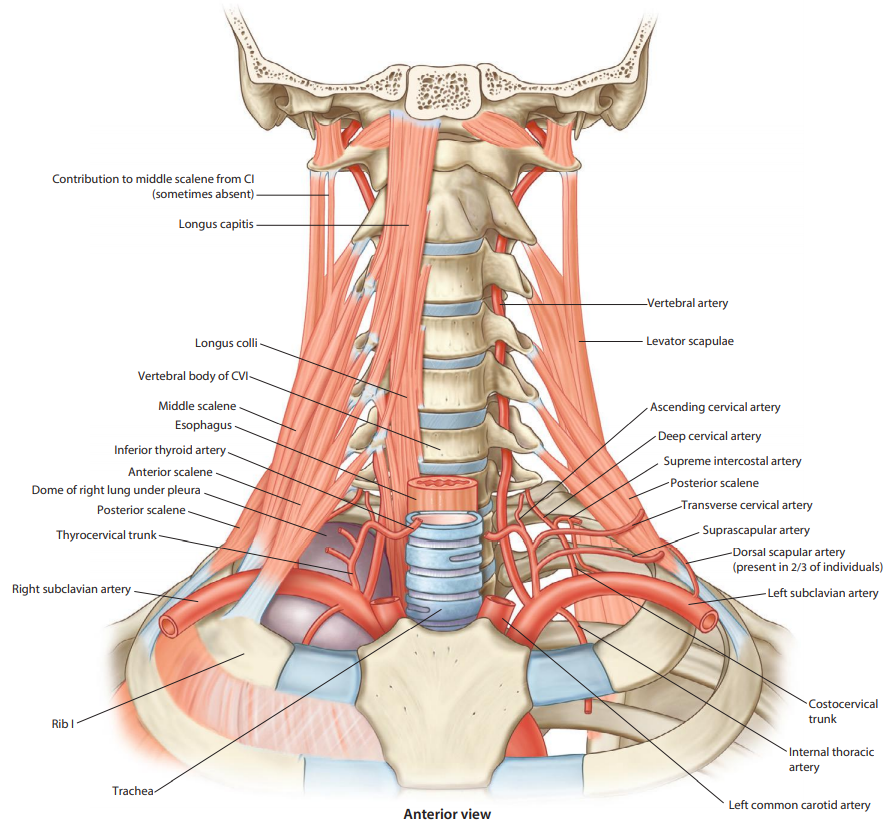 Contribution to middle scalene from CI
(sometimes absent)
Longus capitis
Vertebral artery
Longus colli
Levator scapulae
Vertebral body of CVI
Middle scalene
Ascending cervical artery
Esophagus
Deep cervical artery
Inferior thyroid artery
Supreme intercostal artery
Anterior scalene
Posterior scalene
Dome of right lung under pleura
Transverse cervical artery
Posterior scalene
Suprascapular artery
Thyrocervical trunk
Dorsal scapular artery
(present in 2/3 of individuals)
Right subclavian artery
Left subclavian artery
Rib I
Costocervical
trunk
Internal thoracic
artery
Trachea
Left common carotid artery
Anterior view